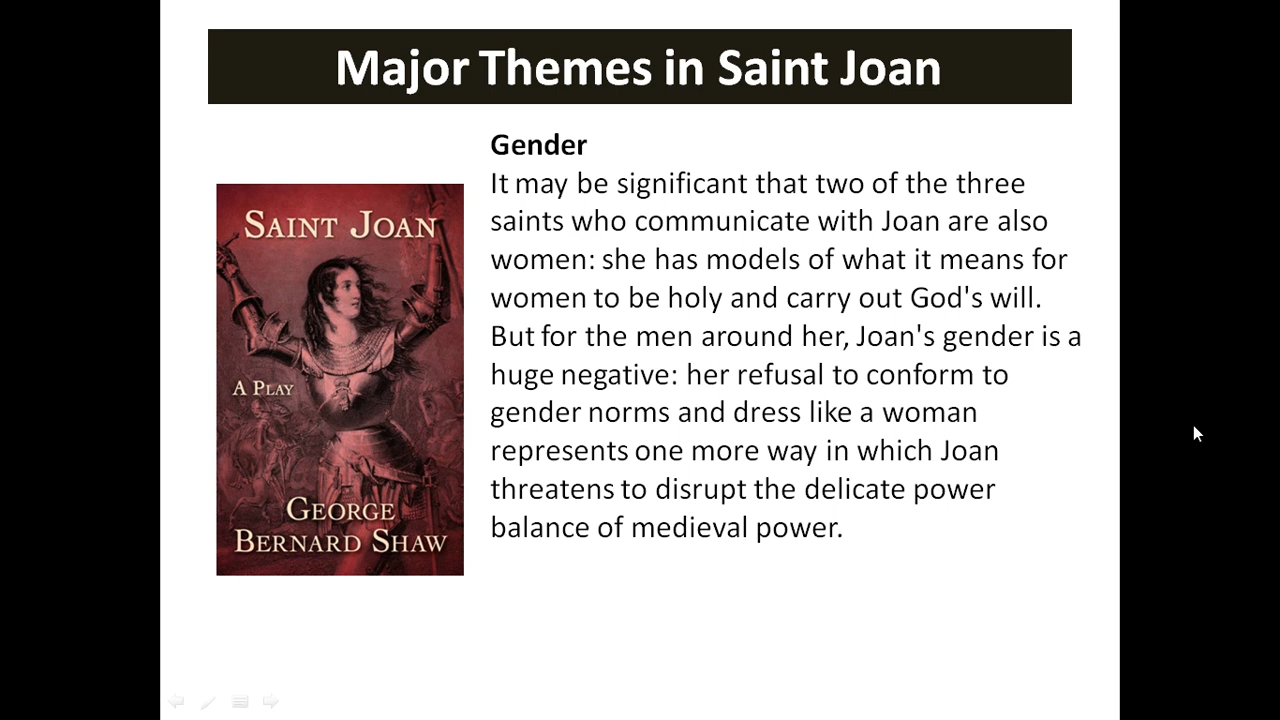 Major Themes in Saint Joan
Gender
It may be significant that two of the three
saints who communicate with Joan are also
women: she has models of what it means for
women to be holy and carry out God's will.
But for the men around her, Joan's gender is a
huge negative: her refusal to conform to
gender norms and dress like a woman
represents one more way in which Joan
threatens to disrupt the delicate power
balance of medieval power.
SAINT JOAN
A PLAY
GEORGE
BERNARD SHAW